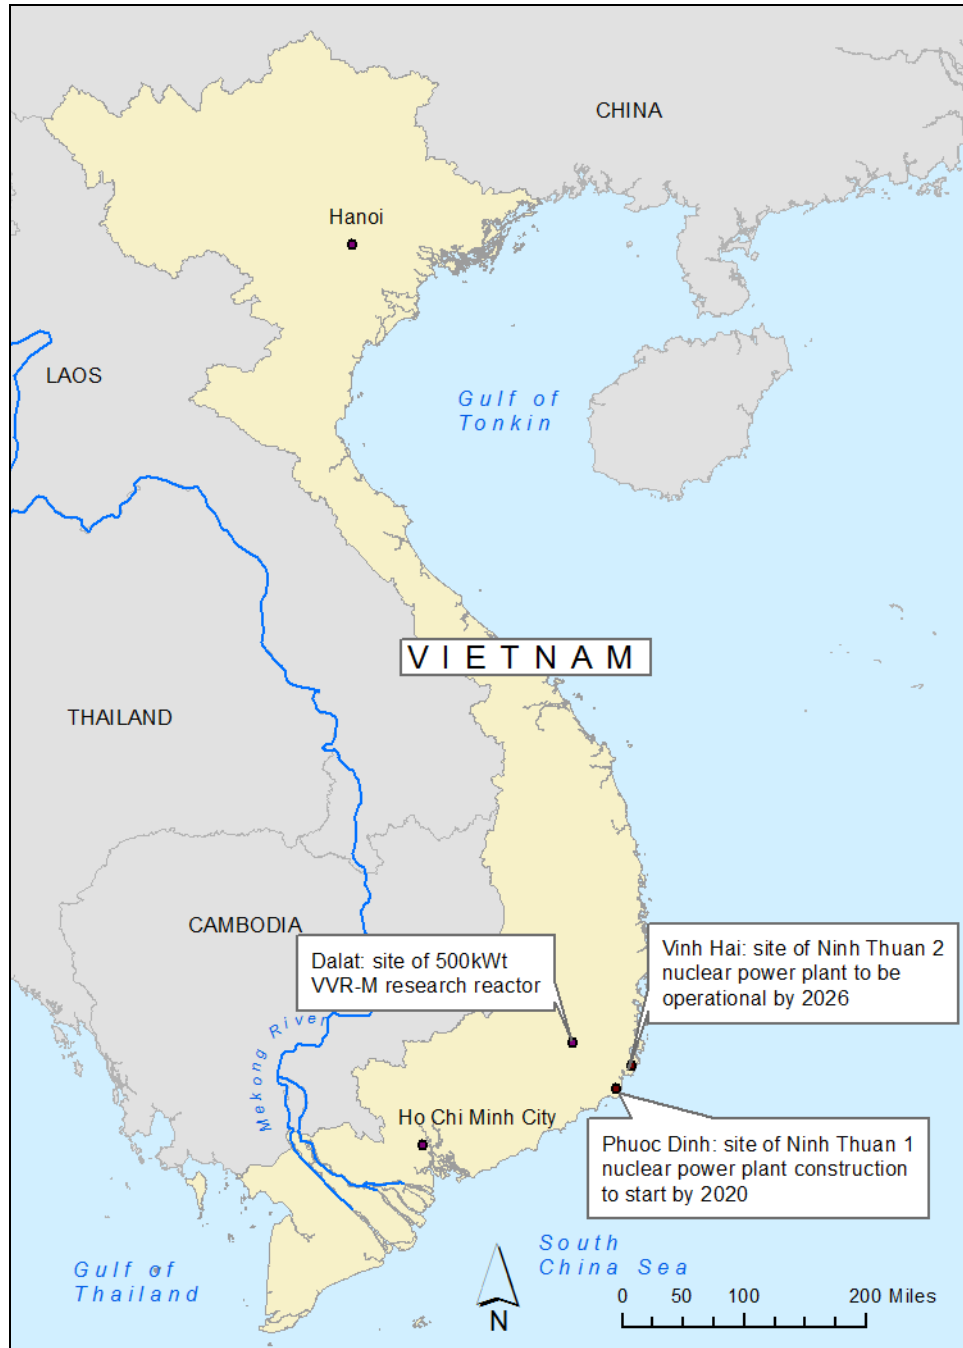 CHINA
Hanoi
LAOS
Gulf of
Tonkin
VIETNAM
THAILAND
CAMBODIA
Dalat: site of 500kWt
VVR-M research reactor
Vinh Hai: site of Ninh Thuan 2
nuclear power plant to be
operational by 2026
Mekong River
Ho Chi Minh City
Phuoc Dinh: site of Ninh Thuan 1
nuclear power plant construction
to start by 2020
Gulf of
Thailand
South
China Sea
N
0 50 100 200 Miles